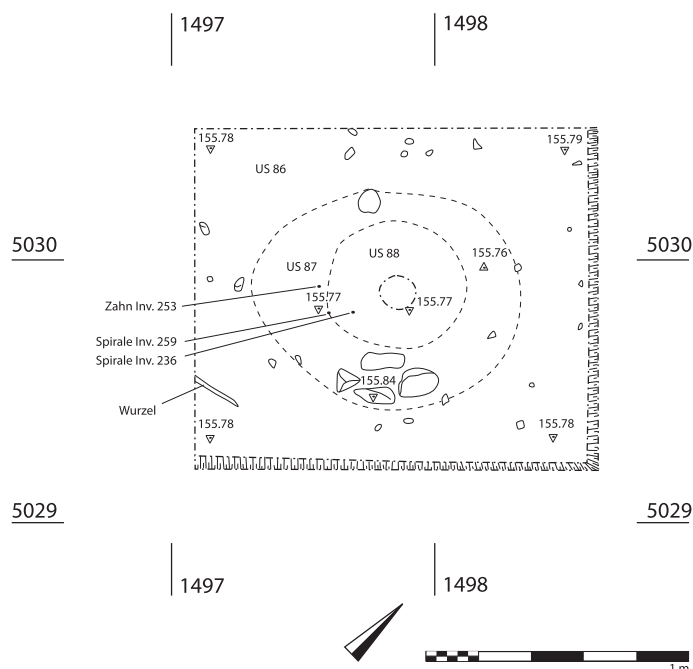 1497 1498
155.78 155.79
US 86
5030 5030
US 88
155.76
US 87
155.77 155.77
Zahn Inv. 253
Spirale Inv. 259
Spirale Inv. 236
155.84
Wurzel
155.78 155.78
5029 5029
1497 1498
1 m